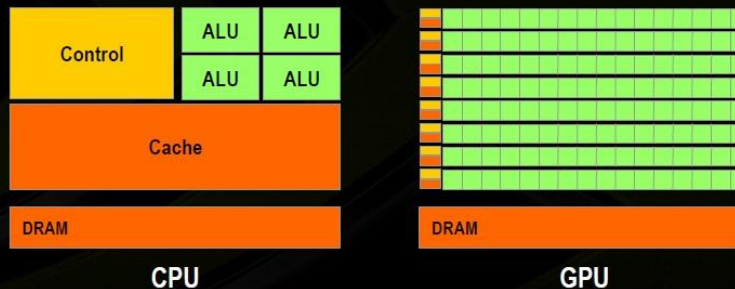 Control
ALU ALU
ALU ALU
Cache
DRAM
CPU
DRAM
GPU